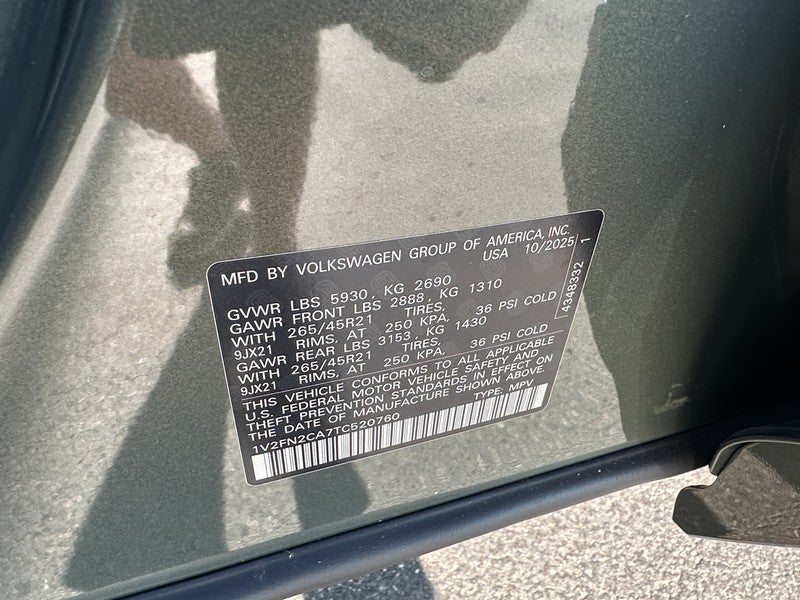 MFD BY VOLKSWAGEN GROUP OF AMERICA, INC.
USA 10/2025
GVWR LBS 5930, KG 2690
GAWR FRONT LBS 2888, KG 1310
WITH 265/45R21 TIRES,
9JX21 RIMS, AT 250 KPA, 36 PSI COLD
GAWR REAR LBS 3153, KG 1430
WITH 265/45R21 TIRES,
9JX21 RIMS, AT 250 KPA, 36 PSI COLD
THIS VEHICLE CONFORMS TO ALL APPLICABLE
U.S. FEDERAL MOTOR VEHICLE SAFETY AND
THEFT PREVENTION STANDARDS IN EFFECT ON
THE DATE OF MANUFACTURE SHOWN ABOVE.
1V2FN2CA7TC520760 TYPE: MPV
4348332 1